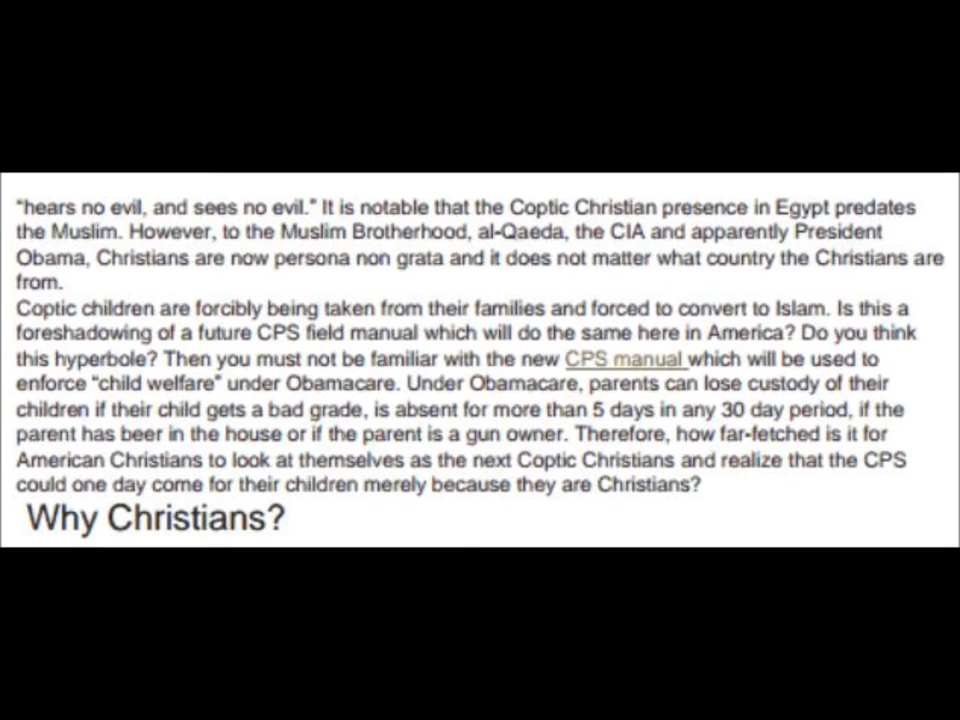 “hears no evil, and sees no evil.” It is notable that the Coptic Christian presence in Egypt predates
the Muslim. However, to the Muslim Brotherhood, al-Qaeda, the CIA and apparently President
Obama, Christians are now persona non grata and it does not matter what country the Christians are
from.
Coptic children are forcibly being taken from their families and forced to convert to Islam. Is this a
foreshadowing of a future CPS field manual which will do the same here in America? Do you think
this hyperbole? Then you must not be familiar with the new CPS manual which will be used to
enforce “child welfare” under Obamacare. Under Obamacare, parents can lose custody of their
children if their child gets a bad grade, is absent for more than 5 days in any 30 day period, if the
parent has beer in the house or if the parent is a gun owner. Therefore, how far-fetched is it for
American Christians to look at themselves as the next Coptic Christians and realize that the CPS
could one day come for their children merely because they are Christians?
Why Christians?